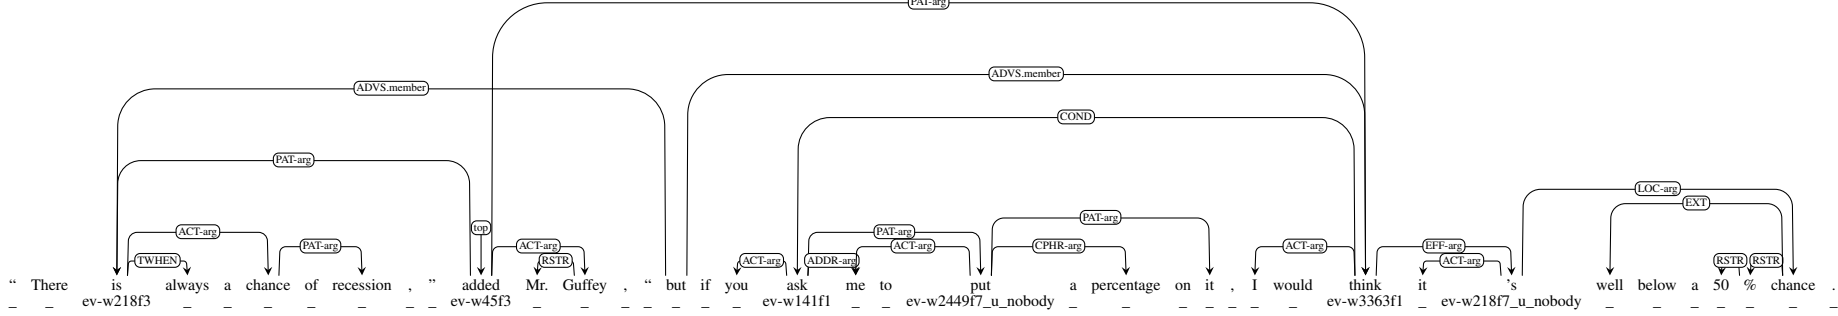 PAT-arg
ADVS.member
ADVS.member
COND
PAT-arg
LOC-arg
EXT
PAT-arg
top
ACT-arg
PAT-arg
TWHEN
PAT-arg
ACT-arg
RSTR
ACT-arg
ADDR-arg
ACT-arg
CPHR-arg
ACT-arg
EFF-arg
ACT-arg
RSTR
RSTR
“ There is always a chance of recession , ” added Mr. Guffey , “ but if you ask me to put a percentage on it , I would think it 's well below a 50 % chance .
_ _ ev-w218f3 _ _ _ _ _ _ _ ev-w45f3 _ _ _ _ _ _ _ ev-w141f1 _ _ ev-w2449f7_u_nobody _ _ _ _ _ _ _ ev-w3363f1 _ ev-w218f7_u_nobody _ _ _ _ _ _ _